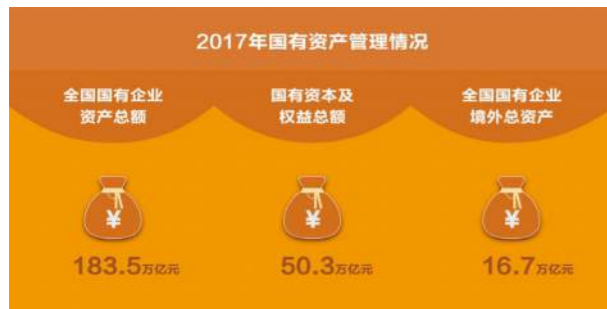 2017年国有资产管理情况
全国国有企业
资产总额
国有资本及
权益总额
全国国有企业
境外总资产
¥
¥
¥
183.5万亿元
50.3万亿元
16.7万亿元